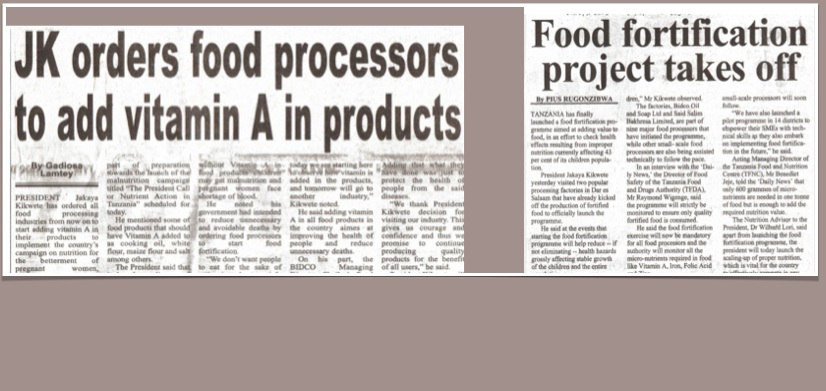 JK orders food processors
to add vitamin A in products
By Gadiosa
Lamtey
PRESIDENT Jakaya
Kikwete has ordered all
food processing
industries from now on to
start adding vitamin A in
their products to
implement the country's
campaign on nutrition for
the betterment of
pregnant women,
part of preparation
towards the launch of the
malnutrition campaign
titled "The President Call
for Nutrition Action in
Tanzania" scheduled for
today.
He mentioned some of
food products that should
have Vitamin A added to
as cooking oil, white
flour, maize flour and salt
among others.
The President said that
without Vitamin A in
food products children
may get malnutrition and
pregnant women face
shortage of blood.
He noted his
government had intended
to reduce unnecessary
and avoidable deaths by
ordering food processors
to start food
fortification.
"We don't want people
to eat for the sake of
today we are starting here
vitamin is
added in the products,
and tomorrow will go to
another industry,"
Kikwete noted.
He said adding vitamin
A in all food products in
the country aims at
improving the health of
people and reduce
unnecessary deaths.
On his part, the
BIDCO Managing
Adding that what they
have done was just to
protect the health of
people from the said
diseases.
"We thank President
Kikwete decision for
visiting our industry. This
gives us courage and
confidence and thus we
promise to continue
producing quality
products for the benefit
of all users," he said.
Food fortification
project takes off
By PIUS RUGONZIBWA
TANZANIA has finally
launched a food fortification pro-
gramme aimed at adding value to
food, in an effort to check health
effects resulting from improper
nutrition currently affecting 43
per cent of its children popula-
tion.
President Jakaya Kikwete
yesterday visited two popular
processing factories in Dar es
Salaam that have already kicked
off the production of fortified
food to officially launch the
programme.
He said at the events that
starting the food fortification
programme will help reduce – if
not eliminating – health hazards
grossly affecting stable growth
of the children and the entire
dren," Mr Kikwete observed.
The factories, Bidco Oil
and Soap Ltd and Said Salim
Bakhresa Limited, are part of
nine major food processors that
have initiated the programme,
while other small-scale food
processors are also being assisted
technically to follow the pace.
In an interview with the 'Dai-
ly News,' the Director of Food
Safety of the Tanzania Food
and Drugs Authority (TFDA),
Mr Raymond Wigenge, said
the programme will strictly be
monitored to ensure only quality
fortified food is consumed.
He said the food fortification
exercise will now be mandatory
for all food processors and the
authority will monitor all the
micro-nutrients required in food
like Vitamin A, Iron, Folic Acid
small-scale processors will soon
follow.
"We have also launched a
pilot programme in 14 districts to
empower their SMEs with tech-
nical skills as they also embark
on implementing food fortifica-
tion in the future," he said.
Acting Managing Director of
the Tanzania Food and Nutrition
Centre (TFNC), Mr Benedict
Jeje, told the 'Daily News' that
only 600 grammes of micro-
nutrients are needed in one tonne
of food but is enough to add the
required nutrition value.
The Nutrition Advisor to the
President, Dr Wilbald Lori, said
apart from launching the food
fortification programme, the
president will today launch the
scaling-up of proper nutrition,
which is vital for the country